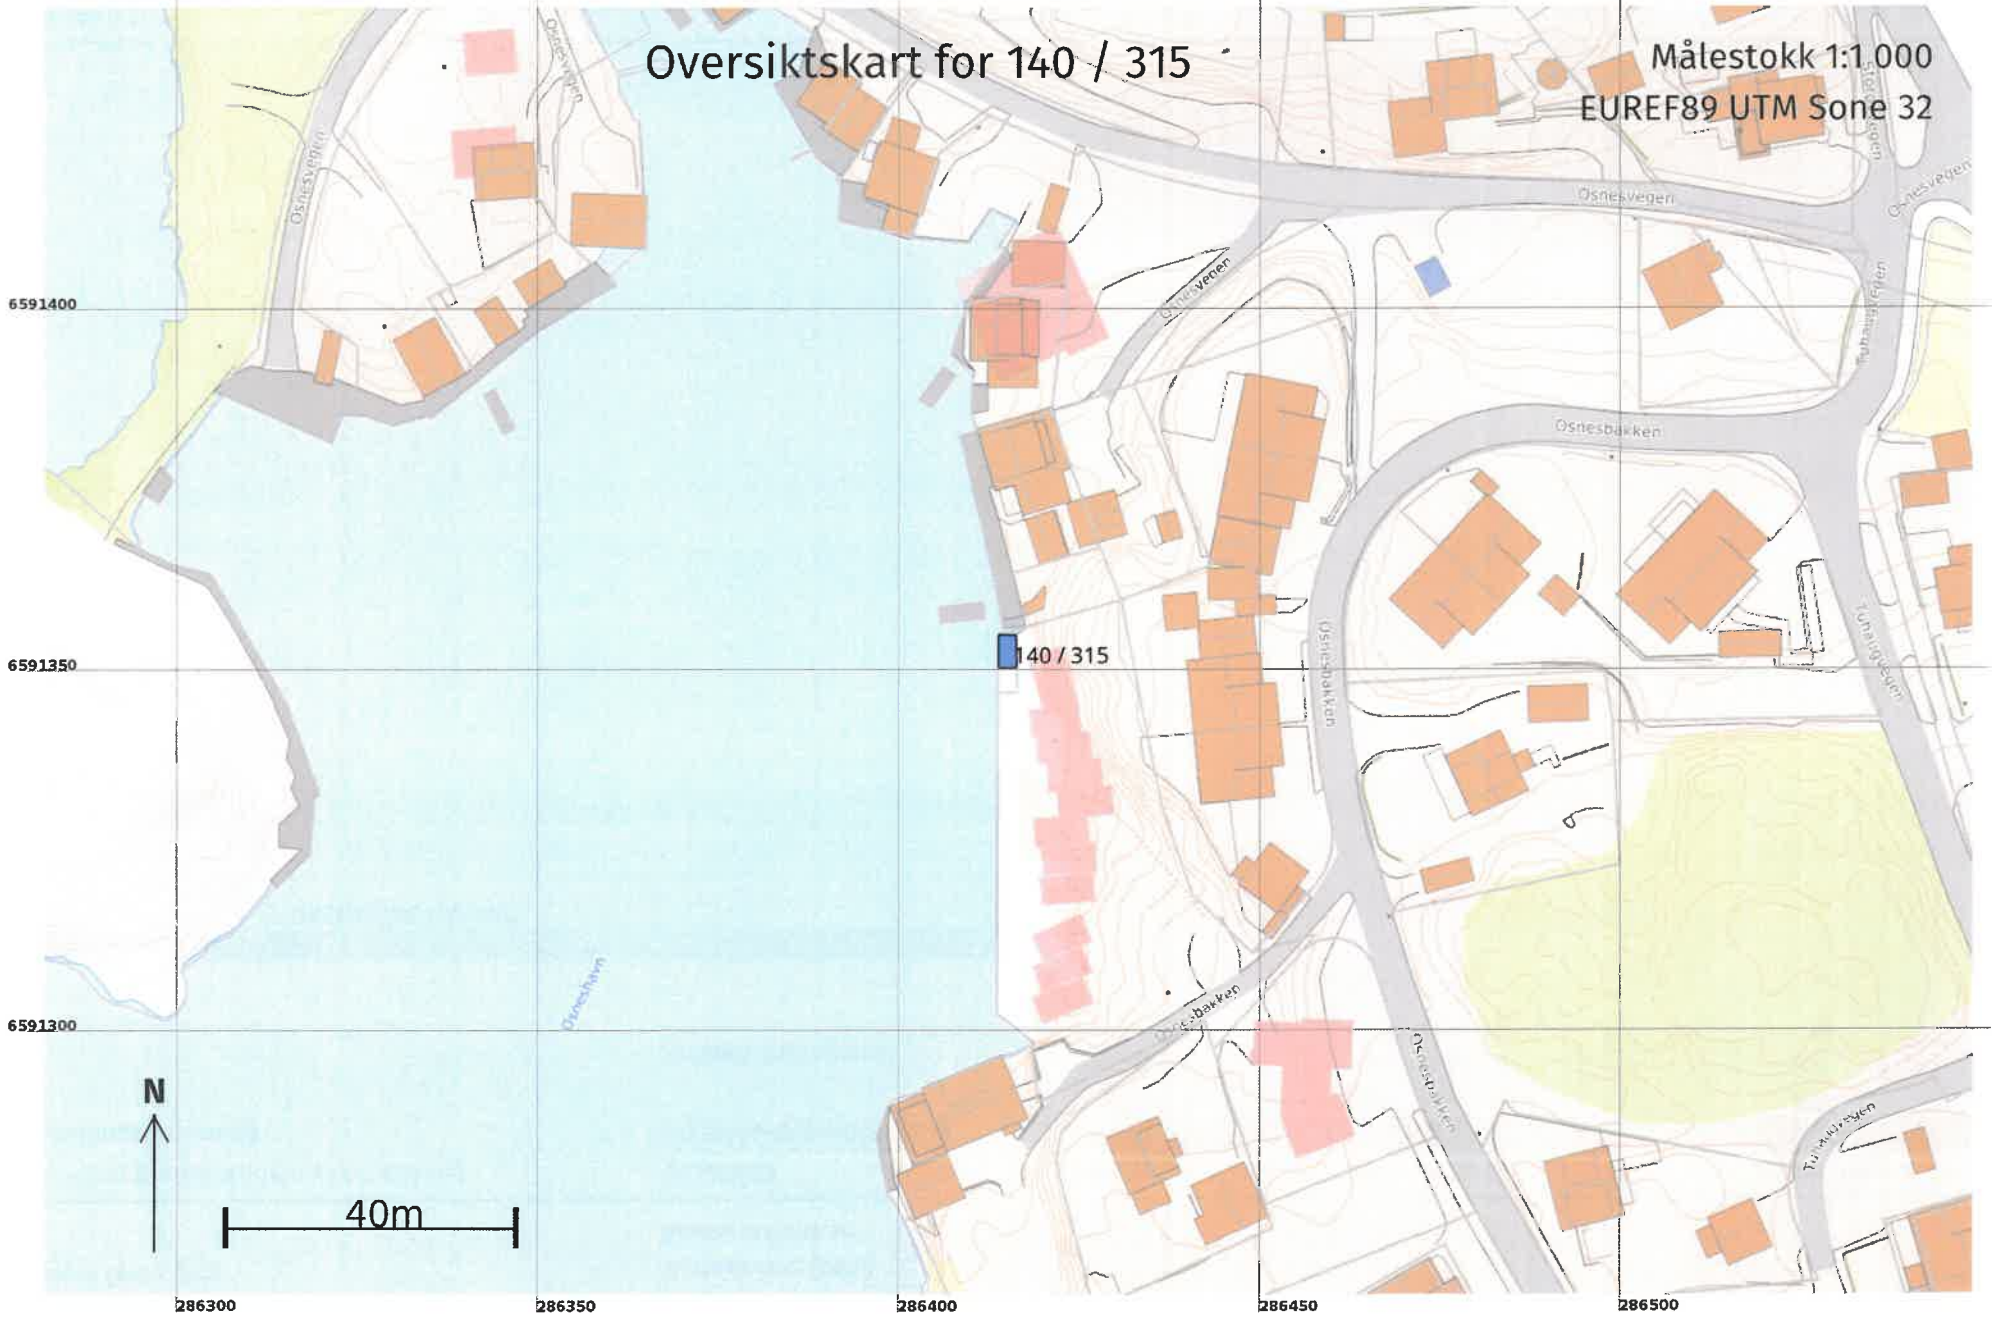 Oversiktskart for 140 / 315
Målestokk 1:1 000
EUREF89 UTM Sone 32
Osnesvegen
Osnesvegen
Osnesvegen
Osnesvegen
Osnesvegen
6591400
Tuhaugvegen
Osnesbakken
6591350
140 / 315
Osnesbakken
Tuhaugvegen
Osneshavn
Osnesbakken
6591300
Osnesbakken
N
Tuhaugvegen
40m
286300
286350
286400
286450
286500